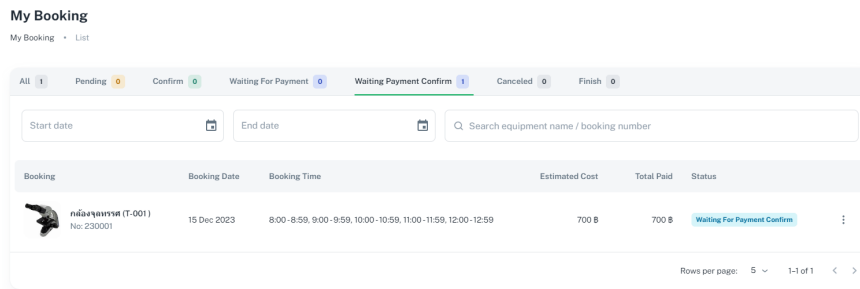 My Booking
My Booking • List
All 1 Pending 0 Confirm 0 Waiting For Payment 0 Waiting Payment Confirm 1 Canceled 0 Finish 0
Start date End date Search equipment name / booking number
Booking Booking Date Booking Time Estimated Cost Total Paid Status
กล้องจุลทรรศ (T-001 )
No: 230001
15 Dec 2023 8:00 - 8:59, 9:00 - 9:59, 10:00 - 10:59, 11:00 - 11:59, 12:00 - 12:59 700 ฿ 700 ฿ Waiting For Payment Confirm
Rows per page: 5 1–1 of 1